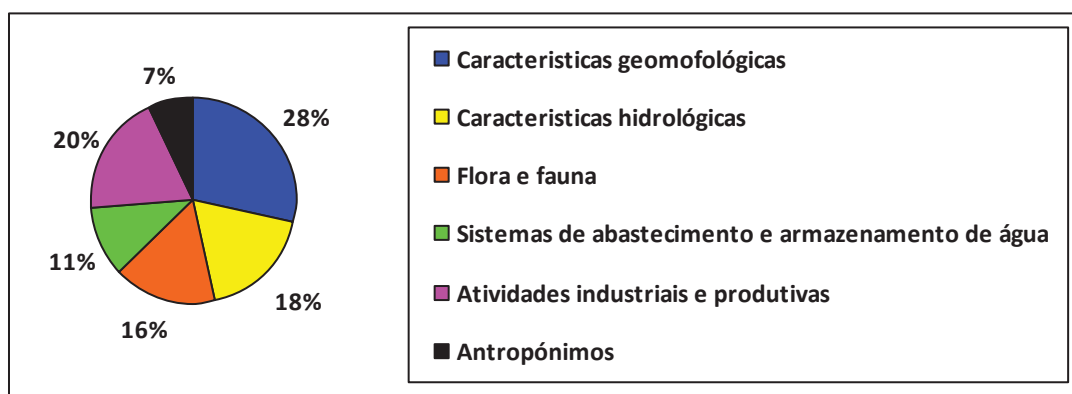 7%
28%
20%
11%
18%
16%
Caracteristicas geomofológicas
Caracteristicas hidrológicas
Flora e fauna
Sistemas de abastecimento e armazenamento de água
Atividades industriais e produtivas
Antropónimos